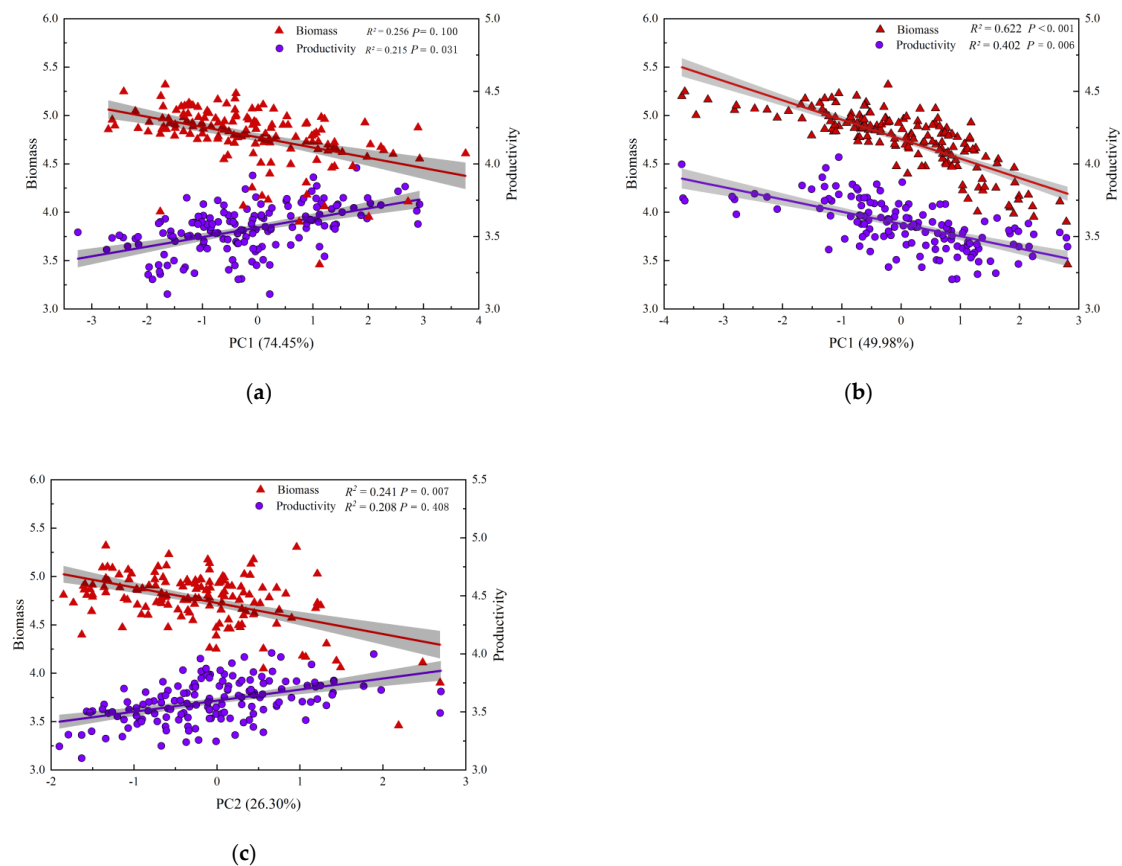 6.0
5.5
5.0
4.5
4.0
3.5
3.0
Biomass
Biomass R² = 0.256 P = 0.100
Productivity R² = 0.215 P = 0.031
5.0
4.5
4.0
3.5
3.0
Productivity
-3 -2 -1 0 1 2 3 4
PC1 (74.45%)
(a)
6.0
5.5
5.0
4.5
4.0
3.5
3.0
Biomass
Biomass R² = 0.622 P < 0.001
Productivity R² = 0.402 P = 0.006
5.0
4.5
4.0
3.5
3.0
Productivity
-4 -3 -2 -1 0 1 2 3
PC1 (49.98%)
(b)
6.0
5.5
5.0
4.5
4.0
3.5
3.0
Biomass
Biomass R² = 0.241 P = 0.007
Productivity R² = 0.208 P = 0.408
5.5
5.0
4.5
4.0
3.5
3.0
Productivity
-1 0 1 2 3
PC2 (26.30%)
(c)